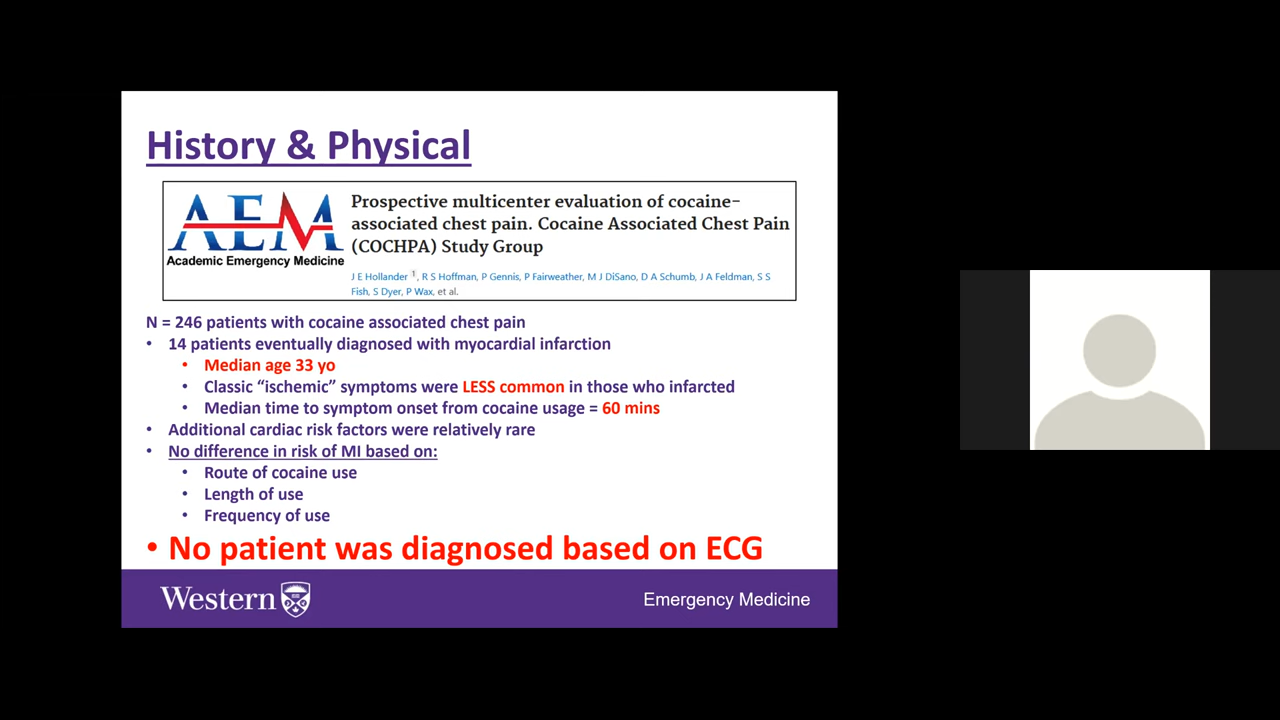 History & Physical
AEM
Academic Emergency Medicine
Prospective multicenter evaluation of cocaine-
associated chest pain. Cocaine Associated Chest Pain
(COCHPA) Study Group
J E Hollander 1, R S Hoffman, P Gennis, P Fairweather, M J DiSano, D A Schumb, J A Feldman, S S
Fish, S Dyer, P Wax, et al.
N = 246 patients with cocaine associated chest pain
• 14 patients eventually diagnosed with myocardial infarction
• Median age 33 yo
• Classic “ischemic” symptoms were LESS common in those who infarcted
• Median time to symptom onset from cocaine usage = 60 mins
• Additional cardiac risk factors were relatively rare
• No difference in risk of MI based on:
• Route of cocaine use
• Length of use
• Frequency of use
• No patient was diagnosed based on ECG
Western
Emergency Medicine